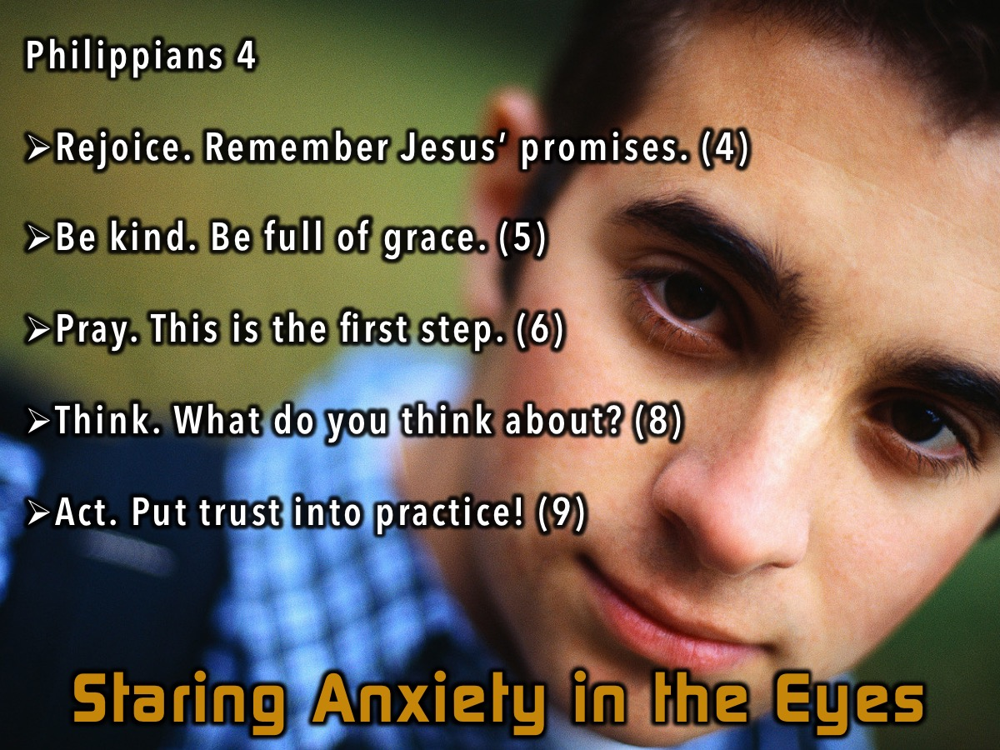 Philippians 4
➢Rejoice. Remember Jesus’ promises. (4)
➢Be kind. Be full of grace. (5)
➢Pray. This is the first step. (6)
➢Think. What do you think about? (8)
➢Act. Put trust into practice! (9)
Staring Anxiety in the Eyes